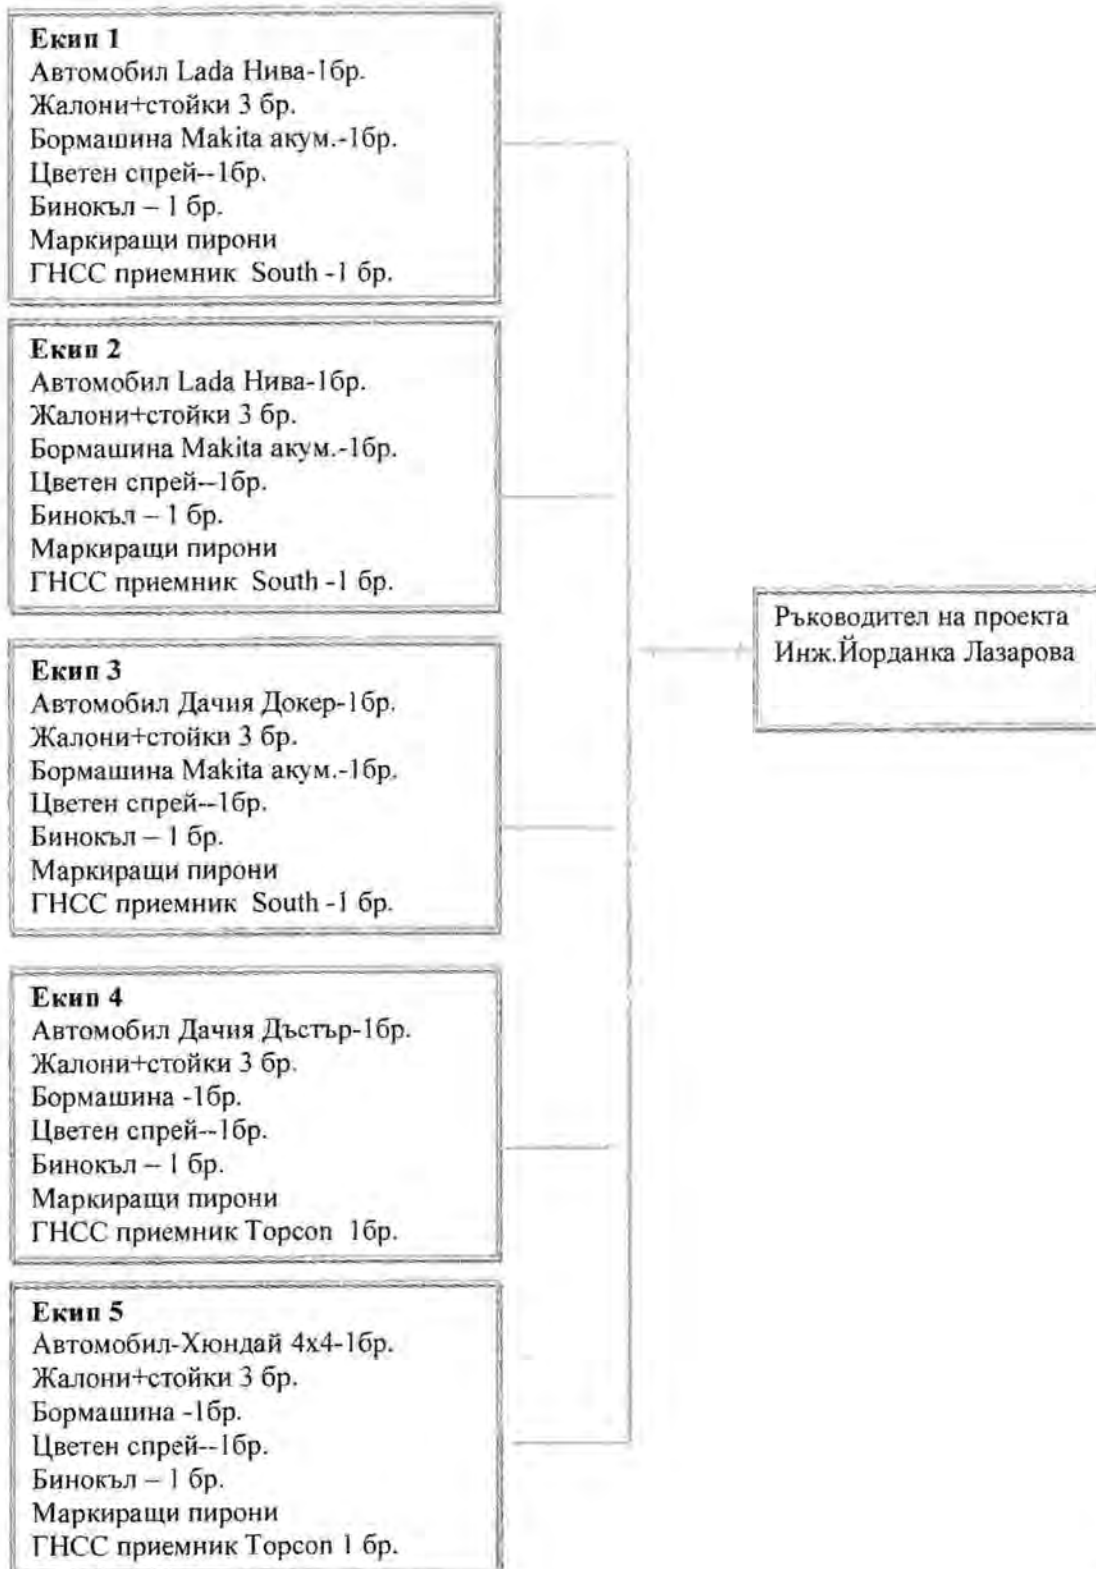 Екип 1
Автомобил Lada Нива-1бр.
Жалони+стойки 3 бр.
Бормашина Makita акум.-1бр.
Цветен спрей--1бр.
Бинокъл – 1 бр.
Маркиращи пирони
ГНСС приемник South -1 бр.
Екип 2
Автомобил Lada Нива-1бр.
Жалони+стойки 3 бр.
Бормашина Makita акум.-1бр.
Цветен спрей--1бр.
Бинокъл – 1 бр.
Маркиращи пирони
ГНСС приемник South -1 бр.
Ръководител на проекта
Инж.Йорданка Лазарова
Екип 3
Автомобил Дачия Докер-1бр.
Жалони+стойки 3 бр.
Бормашина Makita акум.-1бр.
Цветен спрей--1бр.
Бинокъл – 1 бр.
Маркиращи пирони
ГНСС приемник South -1 бр.
Екип 4
Автомобил Дачия Дъстър-1бр.
Жалони+стойки 3 бр.
Бормашина -1бр.
Цветен спрей--1бр.
Бинокъл – 1 бр.
Маркиращи пирони
ГНСС приемник Topcon 1бр.
Екип 5
Автомобил-Хюндай 4x4-1бр.
Жалони+стойки 3 бр.
Бормашина -1бр.
Цветен спрей--1бр.
Бинокъл – 1 бр.
Маркиращи пирони
ГНСС приемник Topcon 1 бр.